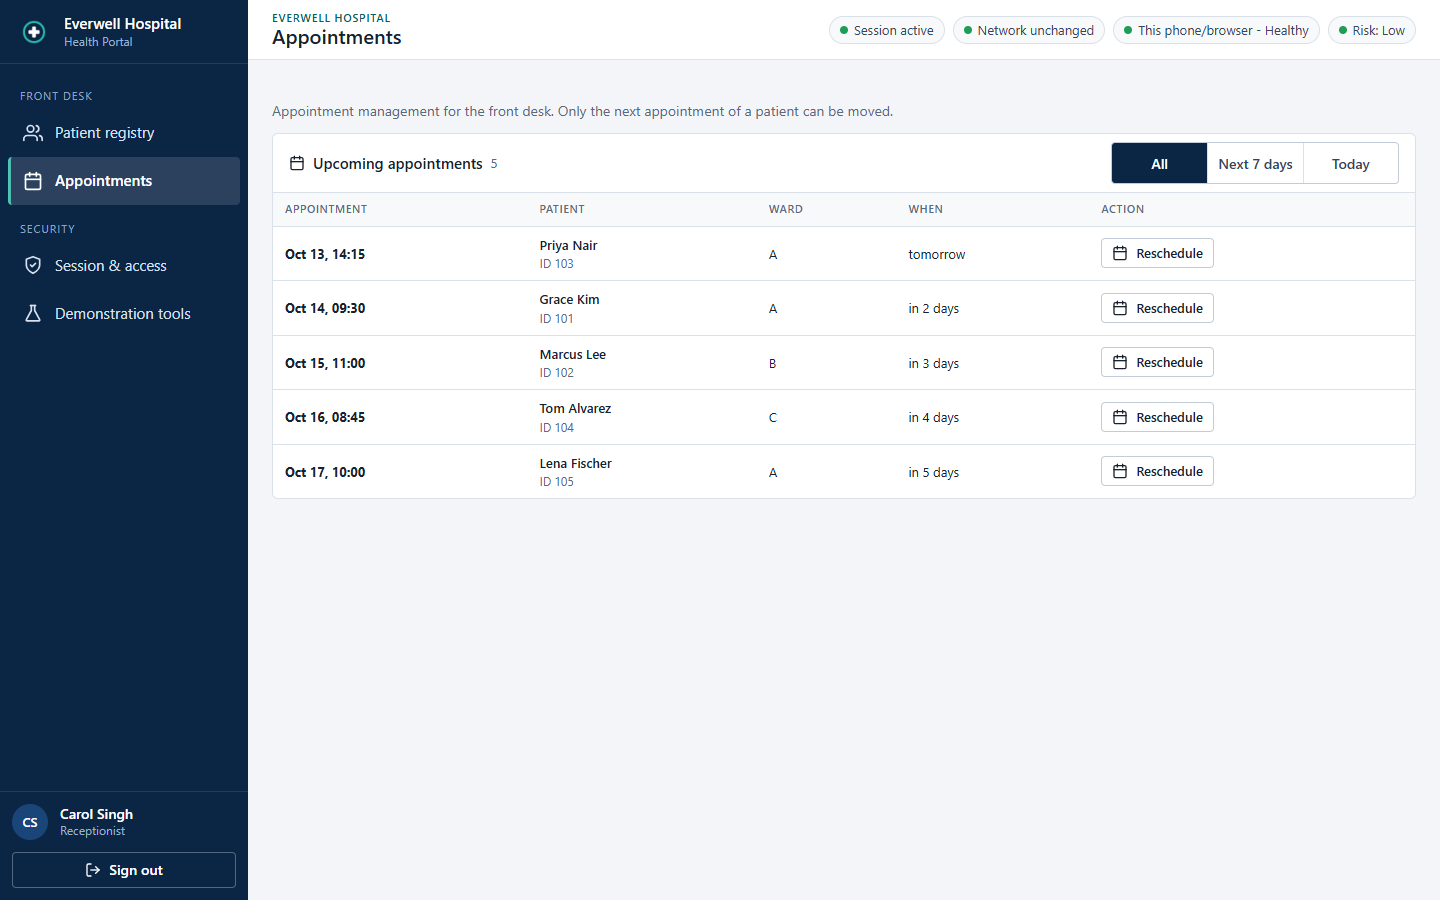 Everwell Hospital
Health Portal
FRONT DESK
Patient registry
Appointments
SECURITY
Session & access
Demonstration tools
CS
Carol Singh
Receptionist
Sign out
EVERWELL HOSPITAL
Appointments
Session active
Network unchanged
This phone/browser - Healthy
Risk: Low
Appointment management for the front desk. Only the next appointment of a patient can be moved.
Upcoming appointments 5
All
Next 7 days
Today
APPOINTMENT PATIENT WARD WHEN ACTION
Oct 13, 14:15 Priya Nair A tomorrow Reschedule
ID 103
Oct 14, 09:30 Grace Kim A in 2 days Reschedule
ID 101
Oct 15, 11:00 Marcus Lee B in 3 days Reschedule
ID 102
Oct 16, 08:45 Tom Alvarez C in 4 days Reschedule
ID 104
Oct 17, 10:00 Lena Fischer A in 5 days Reschedule
ID 105